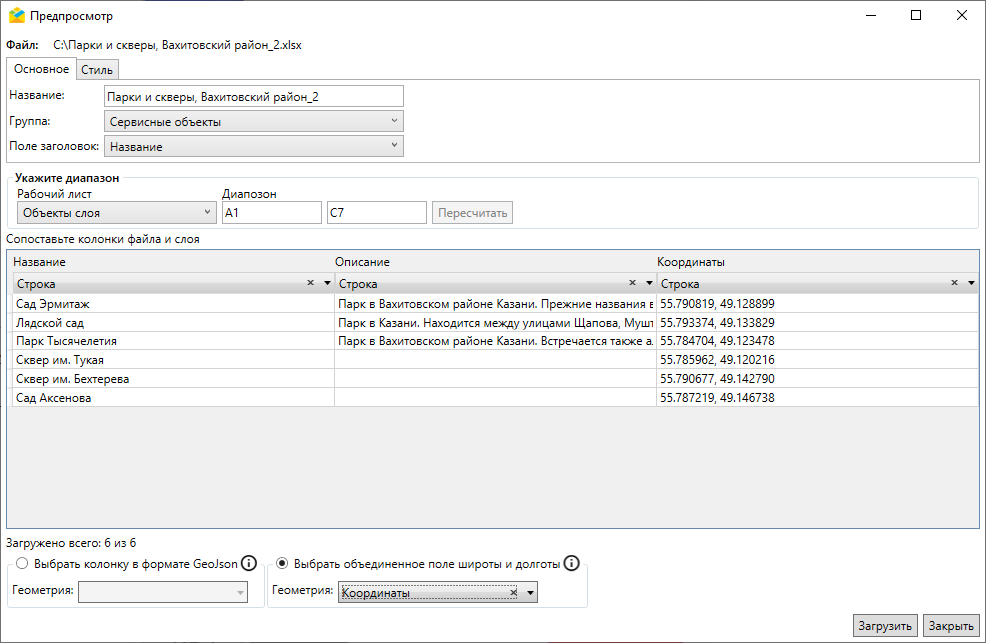 Предпросмотр
Файл: C:\Парки и скверы, Вахитовский район_2.xlsx
Основное Стиль
Название: Парки и скверы, Вахитовский район_2
Группа: Сервисные объекты
Поле заголовок: Название
Укажите диапазон
Рабочий лист Диапозон
Объекты слоя A1 C7 Пересчитать
Сопоставьте колонки файла и слоя
Название Описание Координаты
Строка Строка Строка
Сад Эрмитаж Парк в Вахитовском районе Казани. Прежние названия в 55.790819, 49.128899
Лядской сад Парк в Казани. Находится между улицами Щапова, Мушт 55.793374, 49.133829
Парк Тысячелетия Парк в Вахитовском районе Казани. Встречается также а. 55.784704, 49.123478
Сквер им. Тукая 55.785962, 49.120216
Сквер им. Бехтерева 55.790677, 49.142790
Сад Аксенова 55.787219, 49.146738
Загружено всего: 6 из 6
Выбрать колонку в формате GeoJson Выбрать объединенное поле широты и долготы
Геометрия: Геометрия: Координаты
Загрузить Закрыть